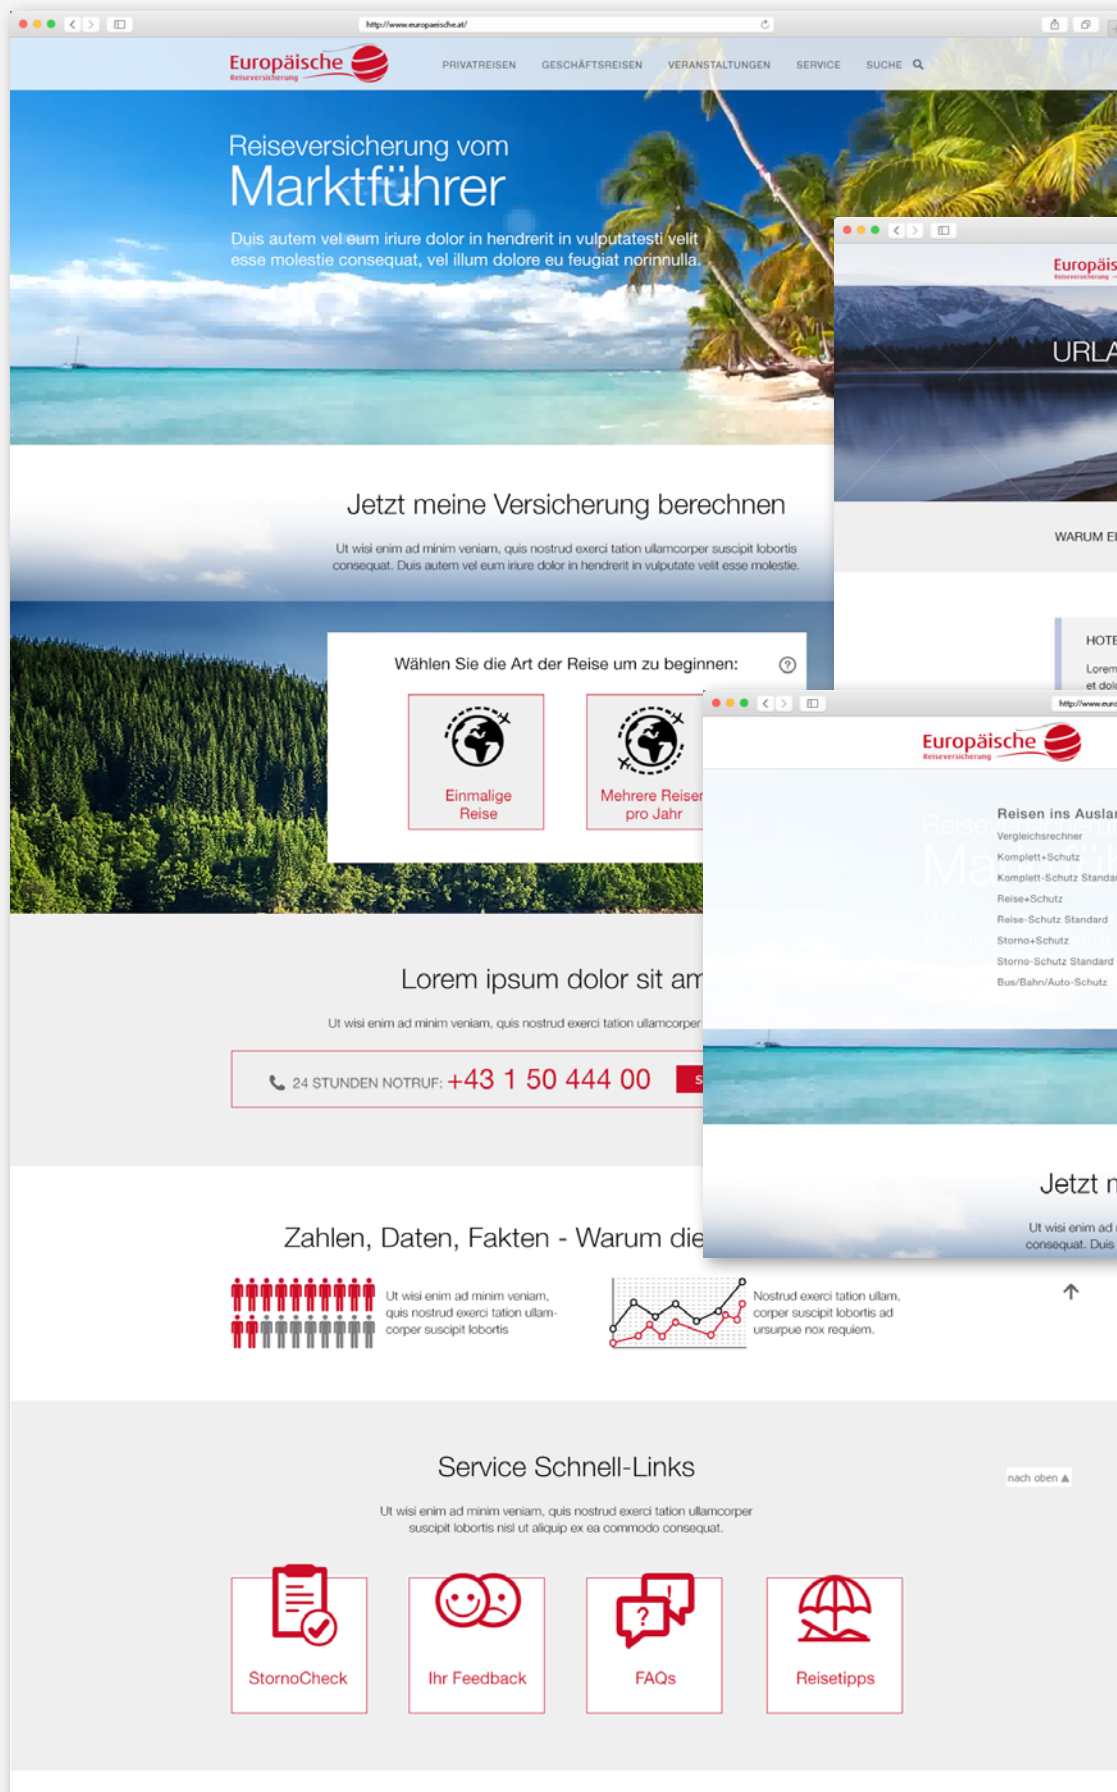 http://www.europaeische.at/
Europäische
Reiseversicherung
PRIVATREISEN GESCHÄFTSREISEN VERANSTALTUNGEN SERVICE SUCHE
Reiseversicherung vom
Marktführer
Duis autem vel eum iriure dolor in hendrerit in vulputatesti velit
esse molestie consequat, vel illum dolore eu feugiat norinnulla.
Jetzt meine Versicherung berechnen
Ut wisi enim ad minim veniam, quis nostrud exerci tation ullamcorper suscipit lobortis
consequat. Duis autem vel eum iriure dolor in hendrerit in vulputate velit esse molestie.
Wählen Sie die Art der Reise um zu beginnen: ?
Einmalige
Reise
Mehrere Reisen
pro Jahr
Lorem ipsum dolor sit am
Ut wisi enim ad minim veniam, quis nostrud exerci tation ullamcorper
24 STUNDEN NOTRUF: +43 1 50 444 00
S
Zahlen, Daten, Fakten - Warum die
Ut wisi enim ad minim veniam,
quis nostrud exerci tation ullam-
corper suscipit lobortis
Nostrud exerci tation ullam,
corper suscipit lobortis ad
ursurpue nox requiem.
Service Schnell-Links
Ut wisi enim ad minim veniam, quis nostrud exerci tation ullamcorper
suscipit lobortis nisl ut aliquip ex ea commodo consequat.
nach oben
StornoCheck
Ihr Feedback
? !
FAQs
Reisetipps
Europäis
Reiseversicherung
URLA
WARUM EI
HOTE
Lorem
et dolo
http://www.euro
Europäische
Reiseversicherung
Reisen ins Auslan
Vergleichsrechner
Komplett+Schutz
Komplett-Schutz Standar
Reise+Schutz
Reise-Schutz Standard
Storno+Schutz
Storno-Schutz Standard
Bus/Bahn/Auto-Schutz
Jetzt m
Ut wisi enim ad
consequat. Duis